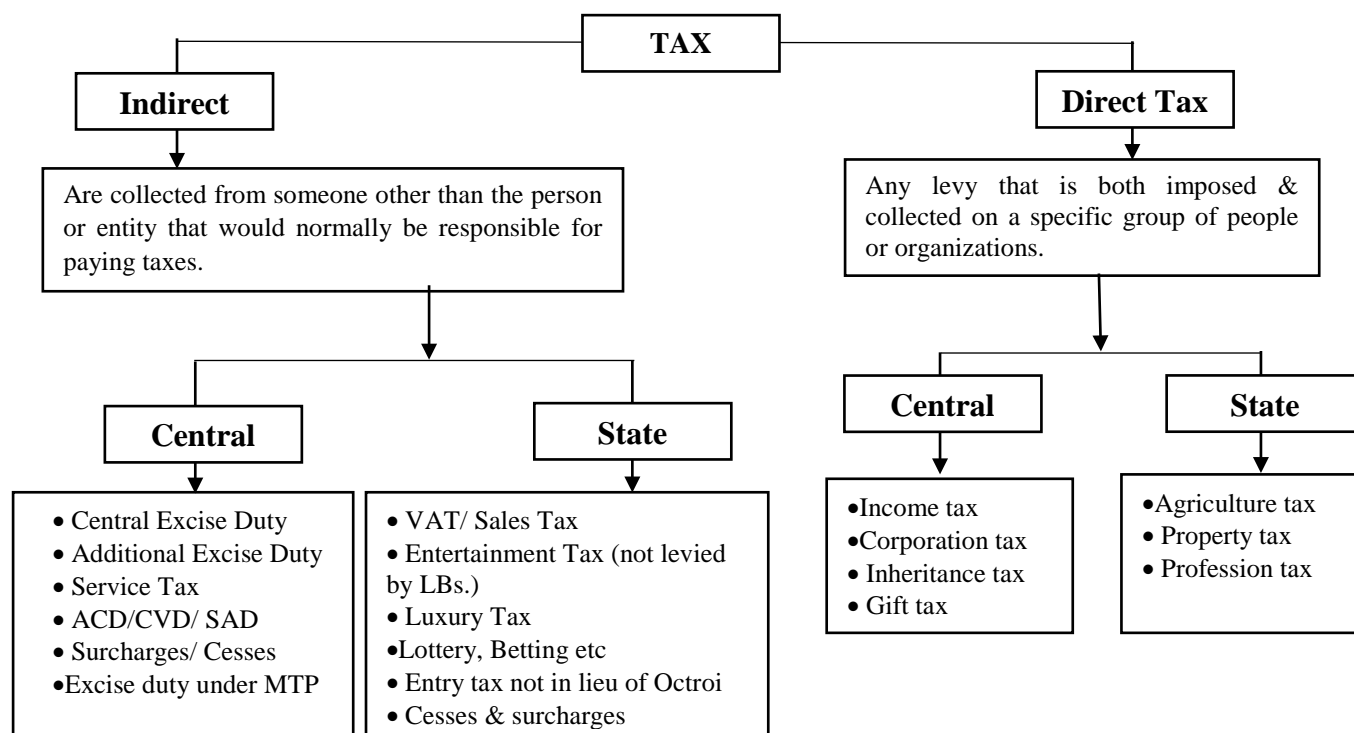 TAX
Indirect
Direct Tax
Are collected from someone other than the person
or entity that would normally be responsible for
paying taxes.
Any levy that is both imposed &
collected on a specific group of people
or organizations.
Central
State
Central
State
• Central Excise Duty
• Additional Excise Duty
• Service Tax
• ACD/CVD/ SAD
• Surcharges/ Cesses
•Excise duty under MTP
• VAT/ Sales Tax
• Entertainment Tax (not levied
by LBs.)
• Luxury Tax
•Lottery, Betting etc
• Entry tax not in lieu of Octroi
• Cesses & surcharges
•Income tax
•Corporation tax
• Inheritance tax
• Gift tax
•Agriculture tax
• Property tax
• Profession tax